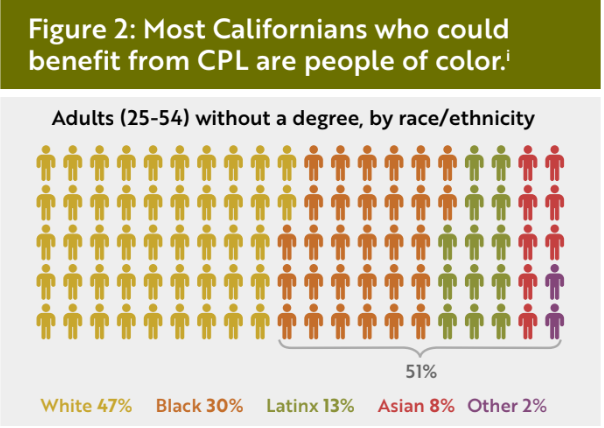 Figure 2: Most Californians who could
benefit from CPL are people of color.i
Adults (25-54) without a degree, by race/ethnicity
51%
White 47% Black 30% Latinx 13% Asian 8% Other 2%